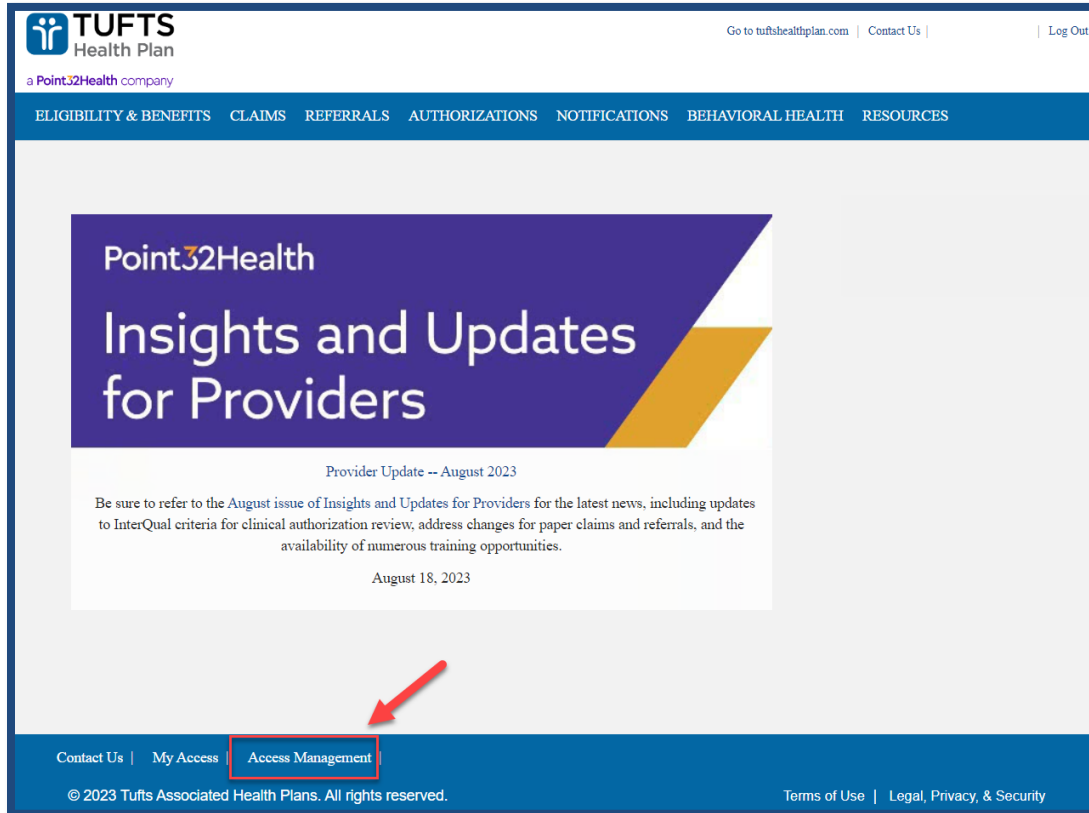 TUFTS
Health Plan
a Point32Health company
Go to tuftshealthplan.com | Contact Us | | Log Out
ELIGIBILITY & BENEFITS CLAIMS REFERRALS AUTHORIZATIONS NOTIFICATIONS BEHAVIORAL HEALTH RESOURCES
Point32Health
Insights and Updates
for Providers
Provider Update -- August 2023
Be sure to refer to the August issue of Insights and Updates for Providers for the latest news, including updates
to InterQual criteria for clinical authorization review, address changes for paper claims and referrals, and the
availability of numerous training opportunities.
August 18, 2023
Contact Us | My Access | Access Management |
© 2023 Tufts Associated Health Plans. All rights reserved.
Terms of Use | Legal, Privacy, & Security